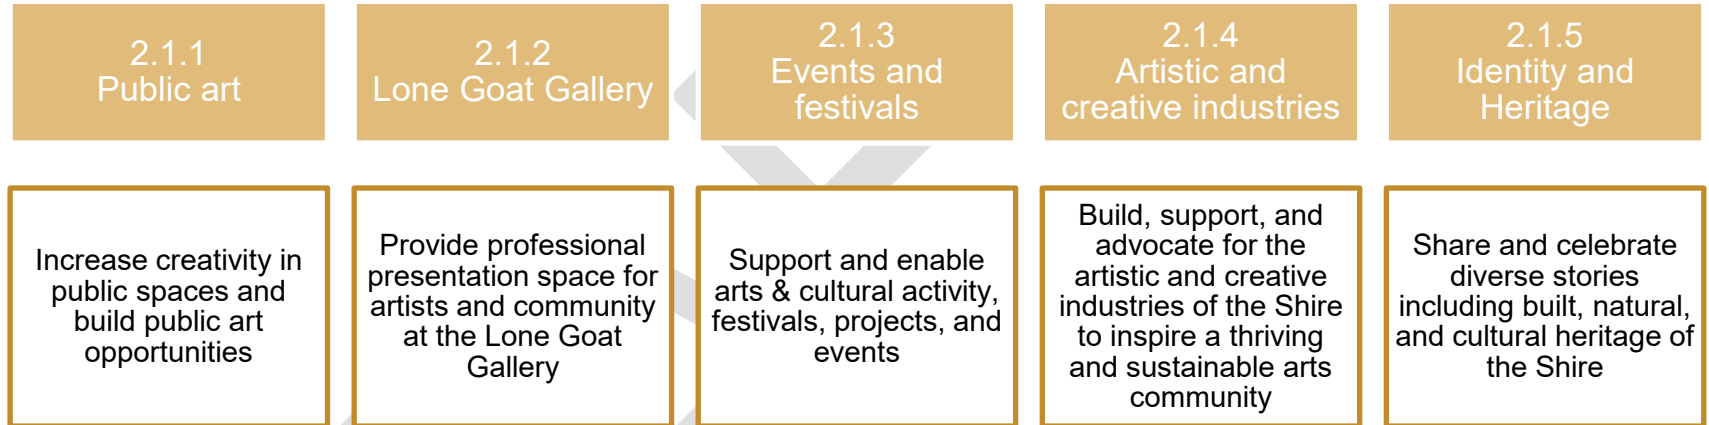 2.1.1
Public art
2.1.2
Lone Goat Gallery
2.1.3
Events and
festivals
2.1.4
Artistic and
creative industries
2.1.5
Identity and
Heritage
Increase creativity in
public spaces and
build public art
opportunities
Provide professional
presentation space for
artists and community
at the Lone Goat
Gallery
Support and enable
arts & cultural activity,
festivals, projects, and
events
Build, support, and
advocate for the
artistic and creative
industries of the Shire
to inspire a thriving
and sustainable arts
community
Share and celebrate
diverse stories
including built, natural,
and cultural heritage of
the Shire